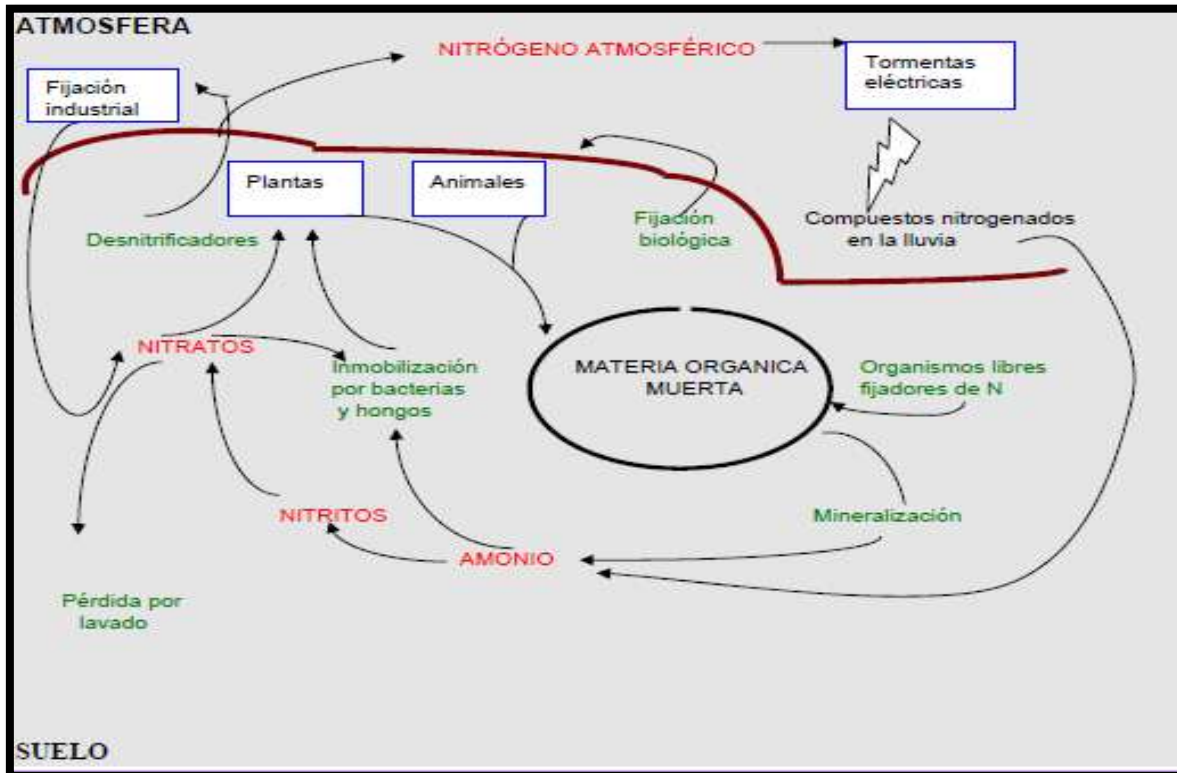 ATMOSFERA
NITRÓGENO ATMOSFÉRICO
Tormentas
eléctricas
Fijación
industrial
Plantas
Animales
Desnitrificadores
Fijación
biológica
Compuestos nitrogenados
en la lluvia
NITRATOS
Inmobilización
por bacterias
y hongos
MATERIA ORGANICA
MUERTA
Organismos libres
fijadores de N
NITRITOS
Mineralización
AMONIO
Pérdida por
lavado
SUELO